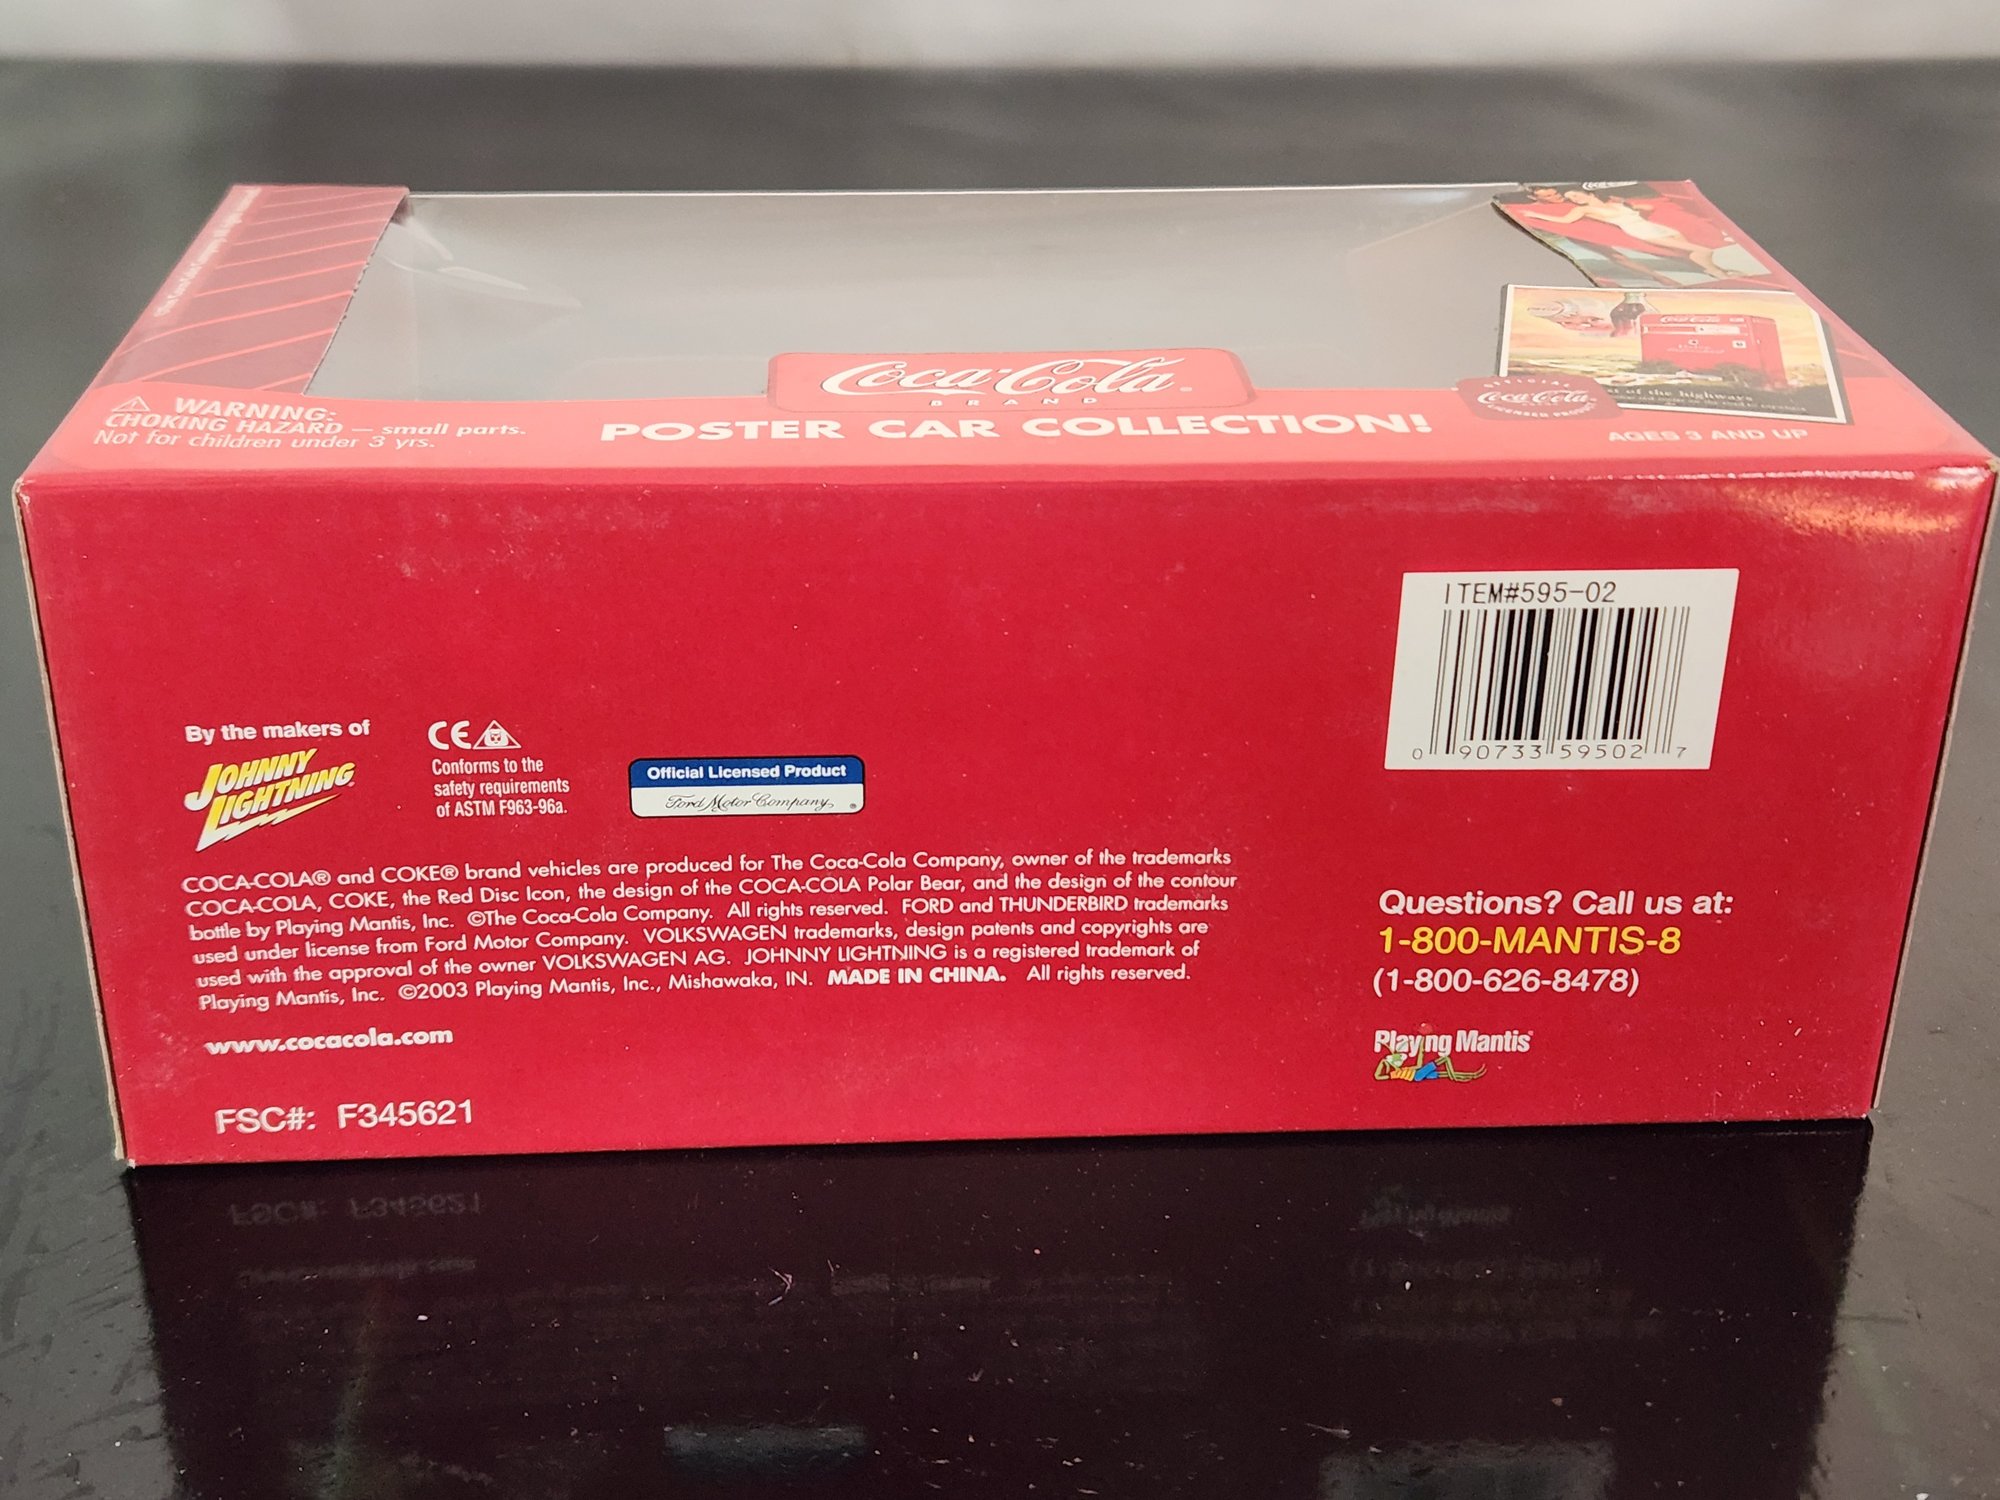 Coca-Cola
BRAND
WARNING:
CHOKING HAZARD — small parts.
Not for children under 3 yrs.
POSTER CAR COLLECTION!
Coca-Cola
of the highways
AGES 3 AND UP
ITEM#595-02
0 90733 59502 7
By the makers of
JOHNNY
LIGHTNING
CE
Conforms to the
safety requirements
of ASTM F963-96a.
Official Licensed Product
Ford Motor Company
COCA-COLA® and COKE® brand vehicles are produced for The Coca-Cola Company, owner of the trademarks
COCA-COLA, COKE, the Red Disc Icon, the design of the COCA-COLA Polar Bear, and the design of the contour
bottle by Playing Mantis, Inc. ©The Coca-Cola Company. All rights reserved. FORD and THUNDERBIRD trademarks
used under license from Ford Motor Company. VOLKSWAGEN trademarks, design patents and copyrights are
used with the approval of the owner VOLKSWAGEN AG. JOHNNY LIGHTNING is a registered trademark of
Playing Mantis, Inc. ©2003 Playing Mantis, Inc., Mishawaka, IN. MADE IN CHINA. All rights reserved.
www.cocacola.com
FSC#: F345621
Questions? Call us at:
1-800-MANTIS-8
(1-800-626-8478)
Playing Mantis